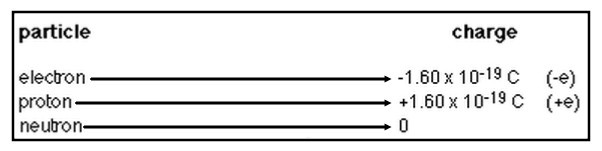 particle charge
electron -1.60 x 10-19 C (-e)
proton +1.60 x 10-19 C (+e)
neutron 0